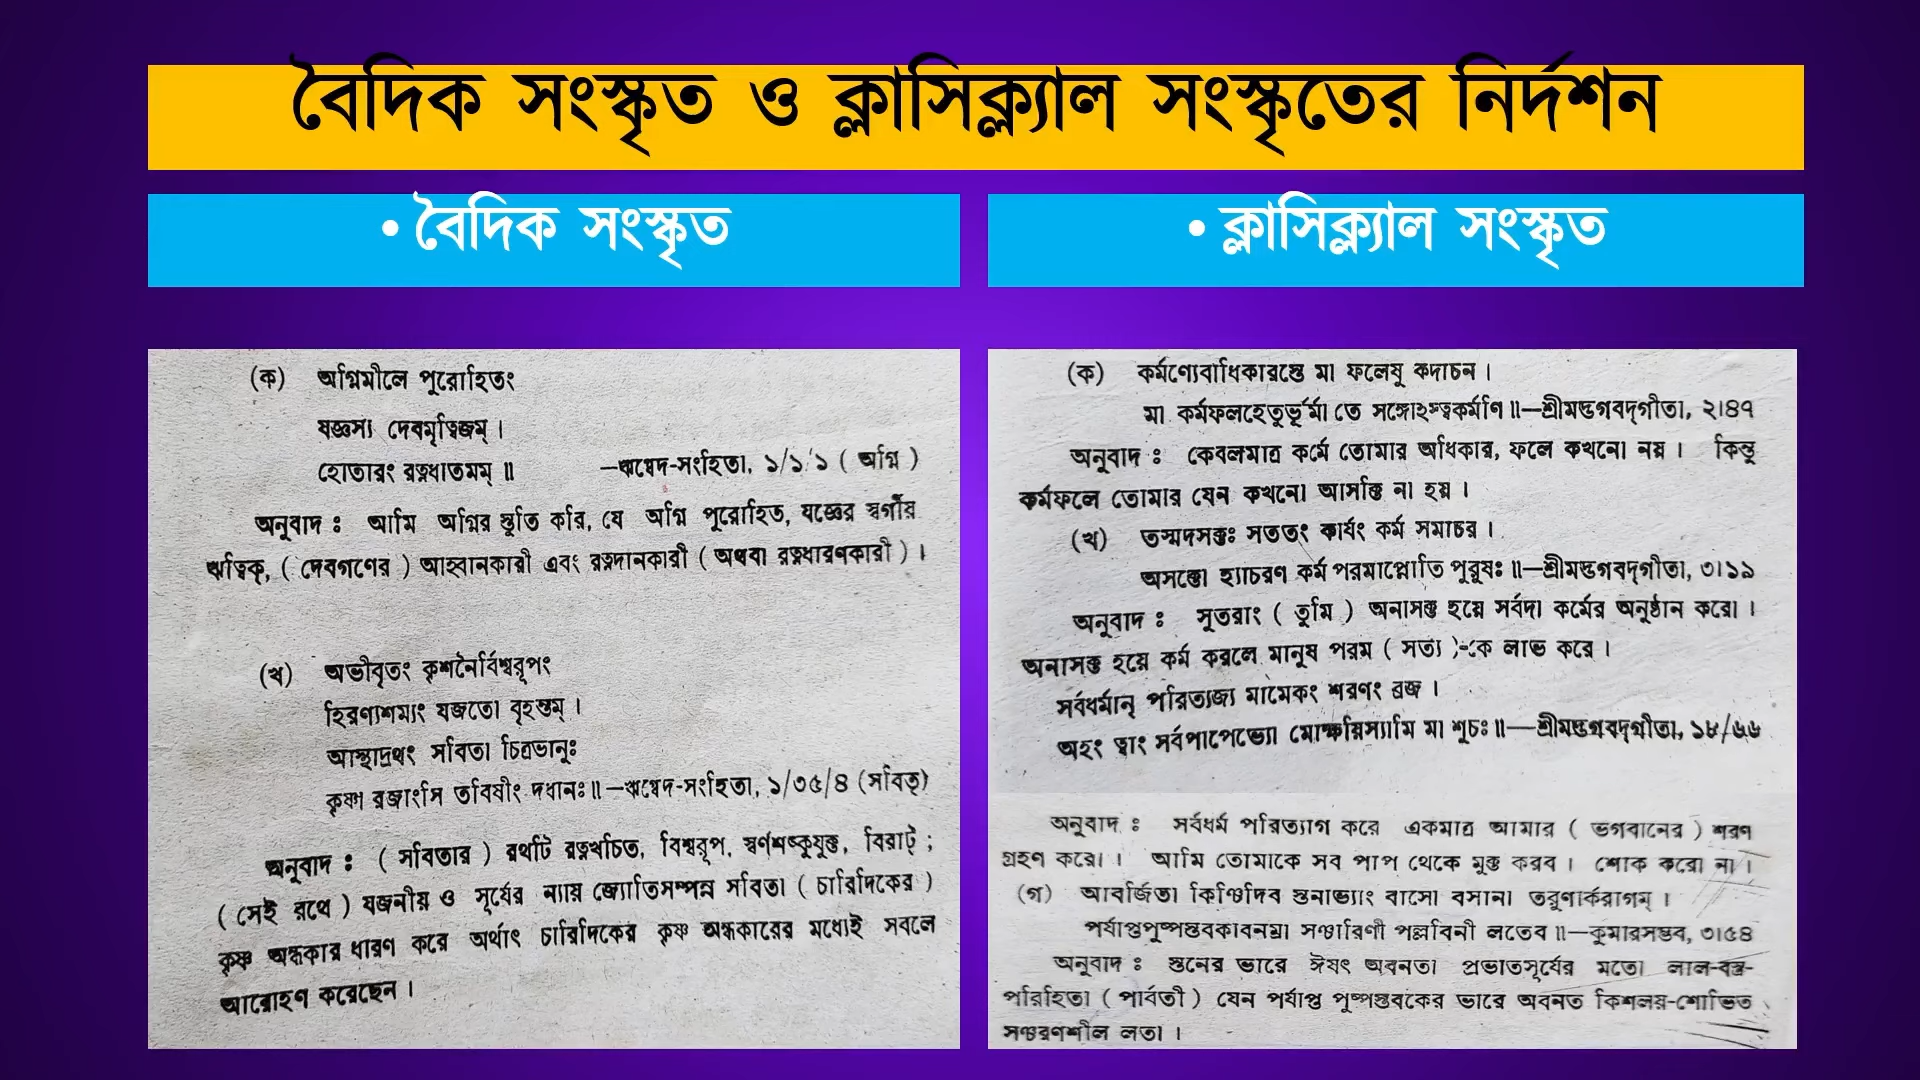 বৈদিক সংস্কৃত ও ক্লাসিক্ল্যাল সংস্কৃতের নির্দশন
• বৈদিক সংস্কৃত
(ক) অগ্নিমীলে পুরোহিতং
যজ্ঞস্য দেবমৃত্বিজম্ ।
হোতারং রত্নধাতমম্ ॥ —ঋগ্বেদ-সংহিতা, ১/১/১ ( অগ্নি )
অনুবাদ : আমি অগ্নির স্তুতি করি, যে অগ্নি পুরোহিত, যজ্ঞের স্বর্গীয়
ঋত্বিক্, ( দেবগণের ) আহ্বানকারী এবং রত্নদানকারী ( অথবা রত্নধারণকারী ) ।
(খ) অভীবৃতং কৃশনৈর্বিশ্বরূপং
হিরণ্যশম্যং যজতো বৃহন্তম্ ।
আস্থাদ্রথং সবিতা চিত্রভানুঃ
কৃষ্ণা রজাংসি তবিষীং দধানঃ॥ —ঋগ্বেদ-সংহিতা, ১/৩৫/৪ (সবিতৃ)
অনুবাদ : ( সবিতার ) রথটি রত্নখচিত, বিশ্বরূপ, স্বর্ণশঙ্কুযুক্ত, বিরাট্ ;
( সেই রথে ) যজনীয় ও সূর্যের ন্যায় জ্যোতিসম্পন্ন সবিতা ( চারিদিকের )
কৃষ্ণ অন্ধকার ধারণ করে অর্থাৎ চারিদিকের কৃষ্ণ অন্ধকারের মধ্যেই সবলে
আরোহণ করেছেন ।
• ক্লাসিক্ল্যাল সংস্কৃত
(ক) কর্মণ্যেবাধিকারস্তে মা ফলেষু কদাচন ।
মা কর্মফলহেতুর্ভূর্মা তে সঙ্গোঽস্ত্বকর্মণি ॥—শ্রীমদ্ভগবদ্‌গীতা, ২।৪৭
অনুবাদ : কেবলমাত্র কর্মে তোমার অধিকার, ফলে কখনো নয় । কিন্তু
কর্মফলে তোমার যেন কখনো আসক্তি না হয় ।
(খ) তস্মদসক্তঃ সততং কার্যং কর্ম সমাচর ।
অসক্তো হ্যাচরণ কর্ম পরমাপ্নোতি পুরুষঃ ॥—শ্রীমদ্ভগবদ্‌গীতা, ৩।১৯
অনুবাদ : সুতরাং ( তুমি ) অনাসক্ত হয়ে সর্বদা কর্মের অনুষ্ঠান করো ।
অনাসক্ত হয়ে কর্ম করলে মানুষ পরম ( সত্য )-কে লাভ করে ।
সর্বধর্মান্ পরিত্যজ্য মামেকং শরণং ব্রজ ।
অহং ত্বাং সর্বপাপেভ্যো মোক্ষয়িস্যামি মা শূচঃ ॥—শ্রীমদ্ভগবদ্‌গীতা, ১৮/৬৬
অনুবাদ : সর্বধর্ম পরিত্যাগ করে একমাত্র আমার ( ভগবানের ) শরণ
গ্রহণ করো । আমি তোমাকে সব পাপ থেকে মুক্ত করব । শোক করো না ।
(গ) আবর্জিতা কিঞ্চিদিব স্তনাভ্যাং বাসো বসানা তরুণার্করাগম্ ।
পর্যাপ্তপুষ্পস্তবকাবনম্রা সঞ্চারিণী পল্লবিনী লতেব ॥—কুমারসম্ভব, ৩।৫৪
অনুবাদ : স্তনের ভারে ঈষৎ অবনতা প্রভাতসূর্যের মতো লাল-বস্ত্র-
পরিহিতা ( পার্বতী ) যেন পর্যাপ্ত পুষ্পস্তবকের ভারে অবনত কিশলয়-শোভিত
সঞ্চরণশীল লতা ।